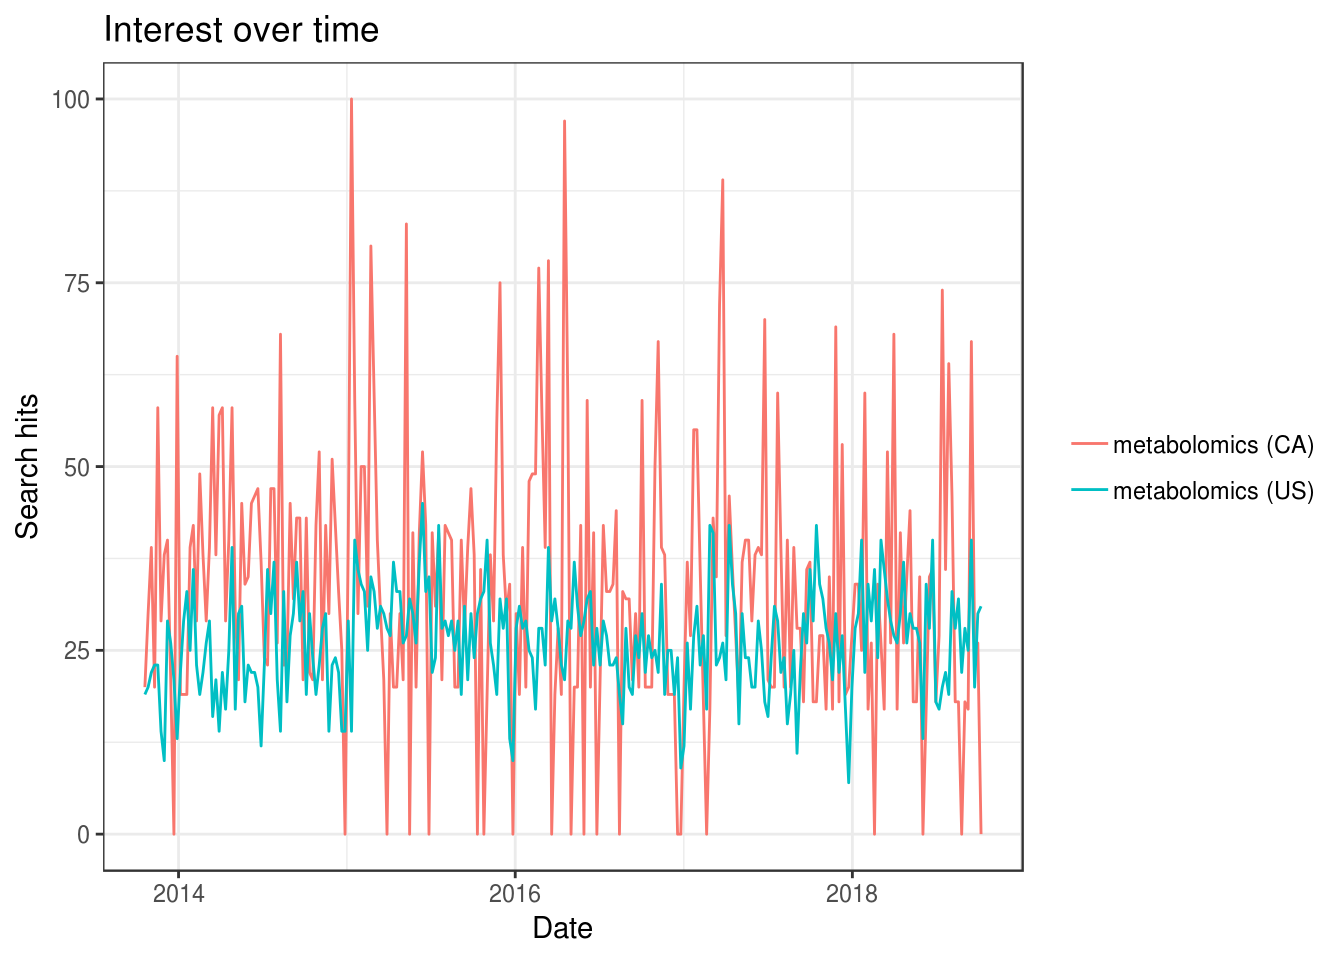 Interest over time
100
75
50
25
0
Search hits
2014
2016
2018
Date
metabolomics (CA)
metabolomics (US)